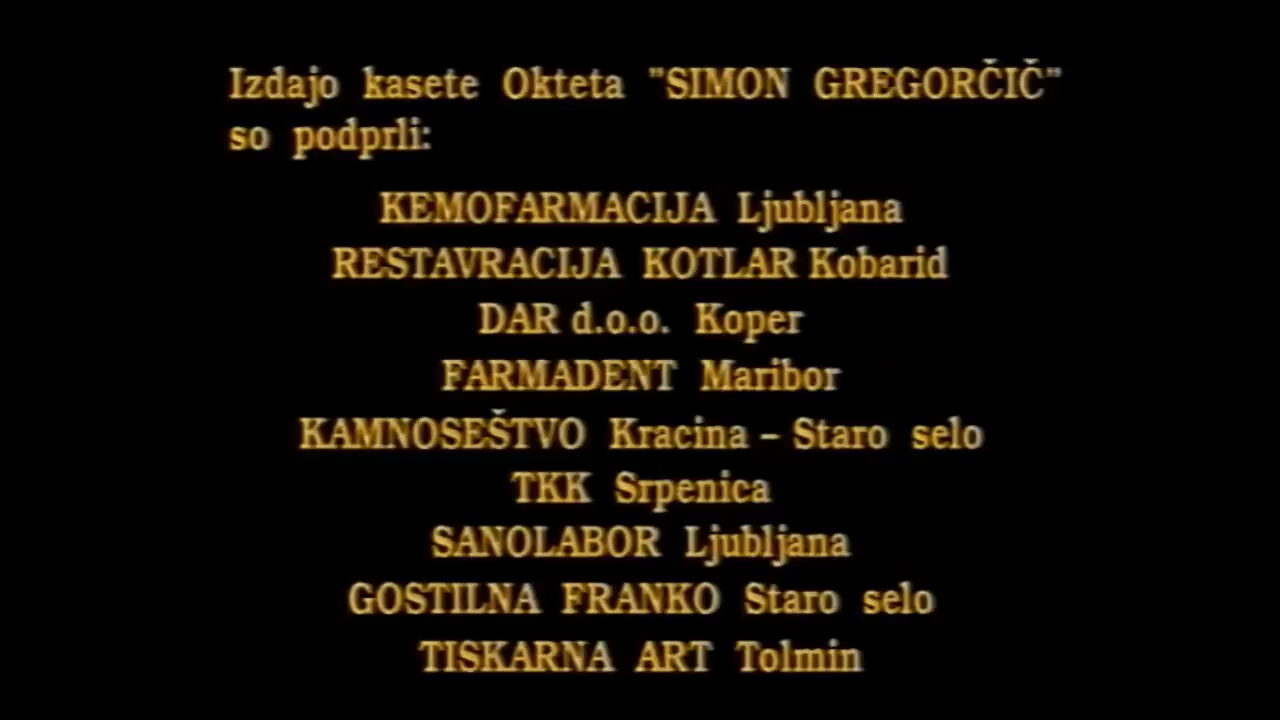 Izdajo kasete Okteta "SIMON GREGORČIČ"
so podprli:
KEMOFARMACIJA Ljubljana
RESTAVRACIJA KOTLAR Kobarid
DAR d.o.o. Koper
FARMADENT Maribor
KAMNOSEŠTVO Kracina – Staro selo
TKK Srpenica
SANOLABOR Ljubljana
GOSTILNA FRANKO Staro selo
TISKARNA ART Tolmin